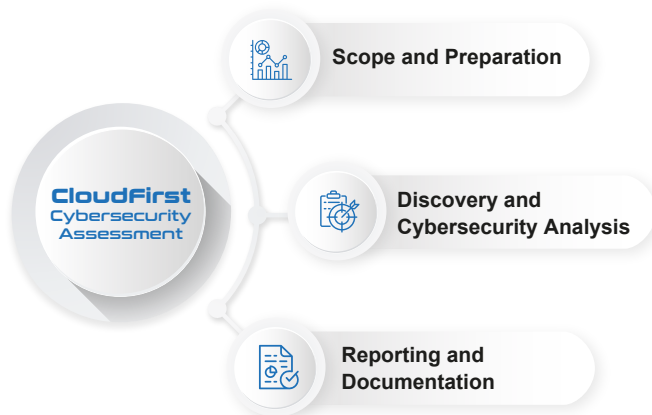 Scope and Preparation
CloudFirst
Cybersecurity
Assessment
Discovery and
Cybersecurity Analysis
Reporting and
Documentation